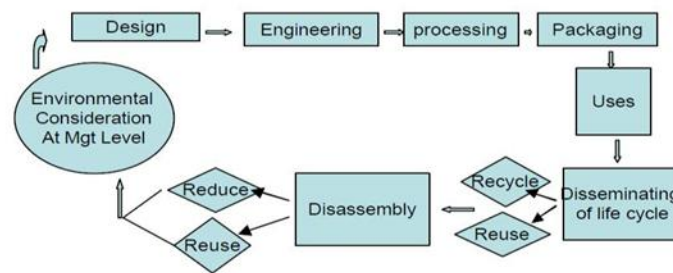 Design
Engineering
processing
Packaging
Environmental
Consideration
At Mgt Level
Uses
Reduce
Reuse
Disassembly
Recycle
Reuse
Disseminating
of life cycle